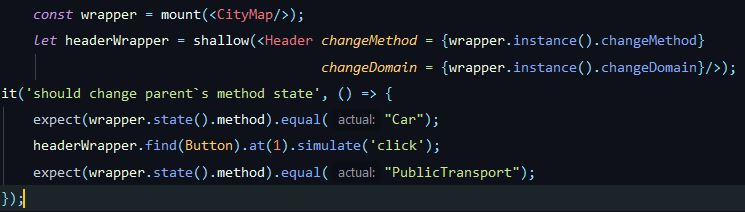 const wrapper = mount(<CityMap/>);
let headerWrapper = shallow(<Header changeMethod = {wrapper.instance().changeMethod}
changeDomain = {wrapper.instance().changeDomain}/>);
it('should change parent`s method state', () => {
expect(wrapper.state().method).equal( actual: "Car");
headerWrapper.find(Button).at(1).simulate('click');
expect(wrapper.state().method).equal( actual: "PublicTransport");
});